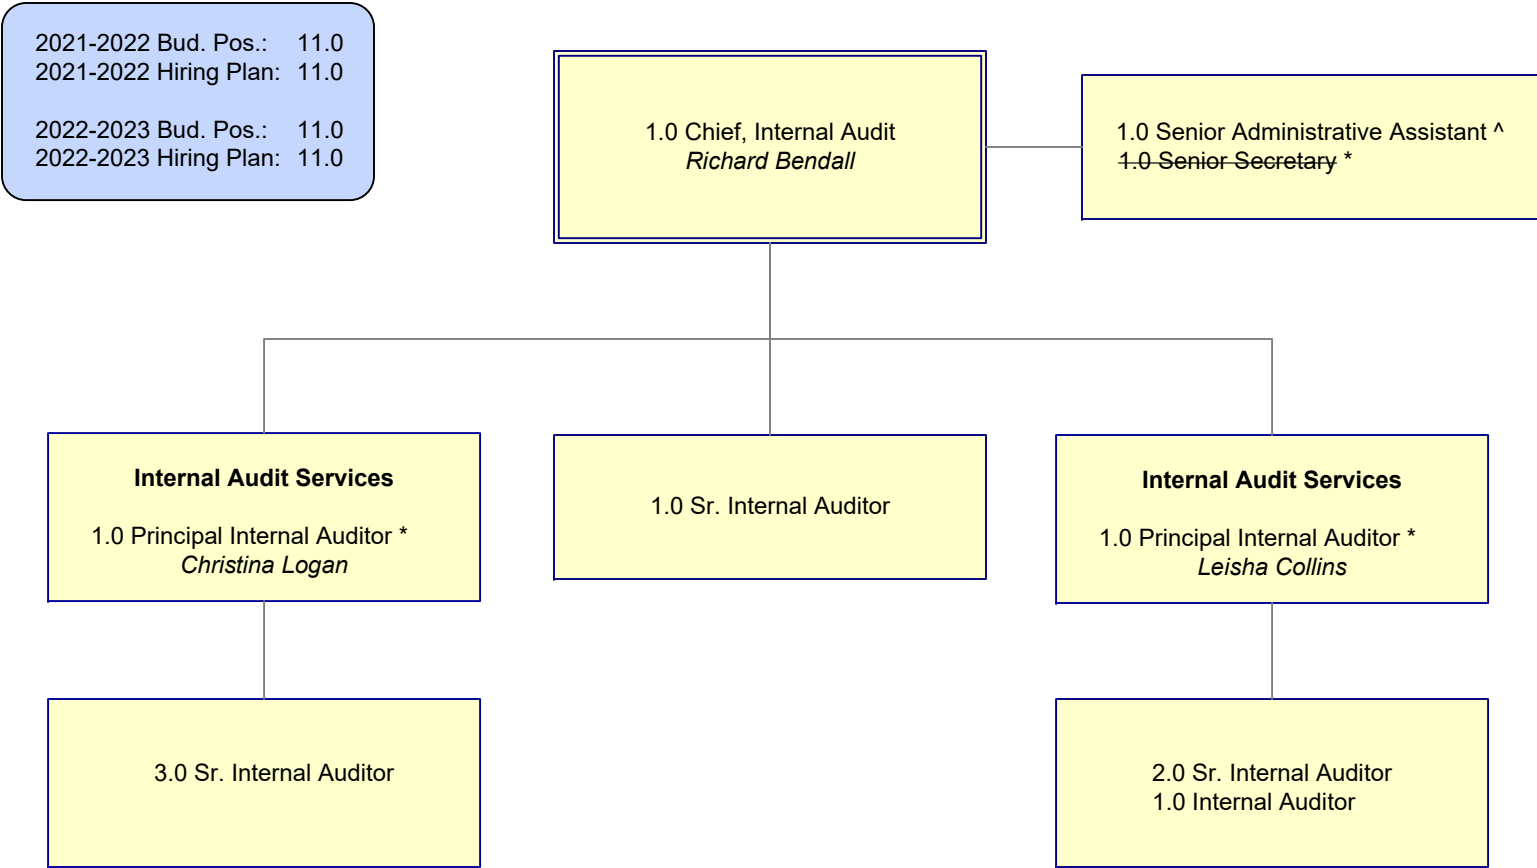 2021-2022 Bud. Pos.: 11.0
2021-2022 Hiring Plan: 11.0
2022-2023 Bud. Pos.: 11.0
2022-2023 Hiring Plan: 11.0
1.0 Chief, Internal Audit
Richard Bendall
1.0 Senior Administrative Assistant ^
1.0 Senior Secretary *
Internal Audit Services
1.0 Principal Internal Auditor *
Christina Logan
1.0 Sr. Internal Auditor
Internal Audit Services
1.0 Principal Internal Auditor *
Leisha Collins
3.0 Sr. Internal Auditor
2.0 Sr. Internal Auditor
1.0 Internal Auditor